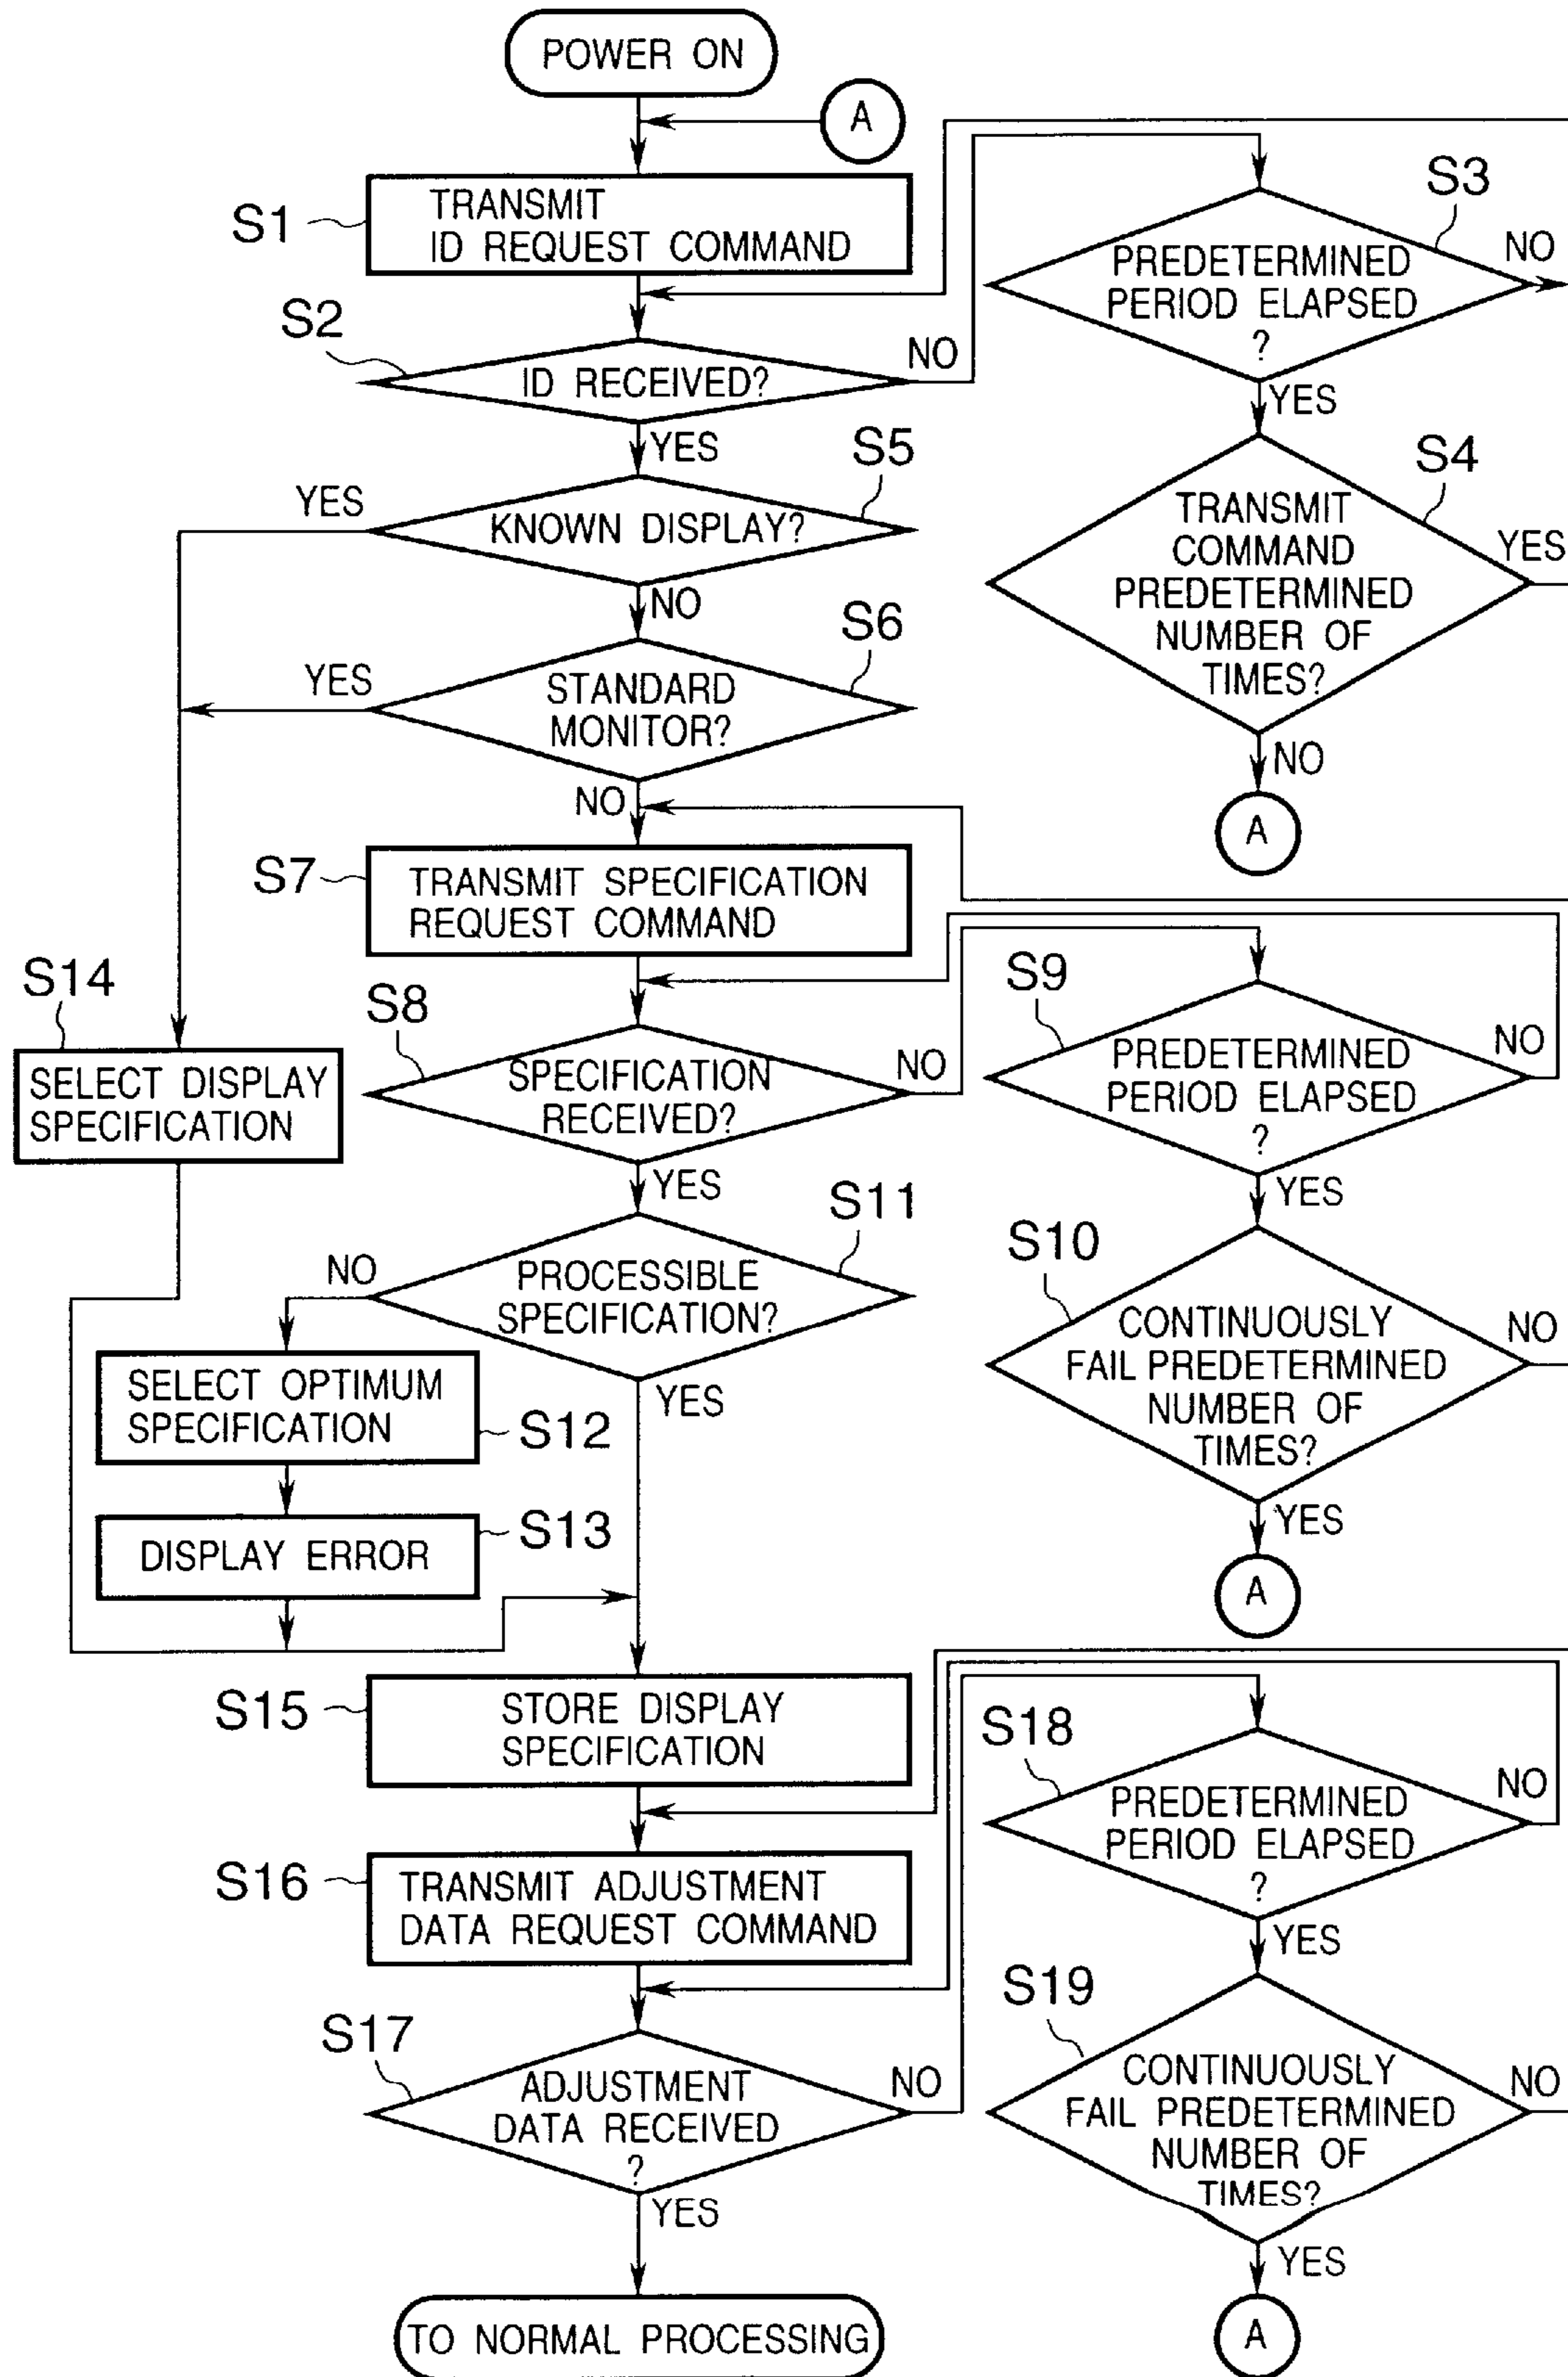 POWER ON
A
S1
TRANSMIT
ID REQUEST COMMAND
S2
ID RECEIVED?
NO
YES
S3
PREDETERMINED
PERIOD ELAPSED
?
NO
YES
S4
TRANSMIT
COMMAND
PREDETERMINED
NUMBER OF
TIMES?
YES
NO
A
S5
KNOWN DISPLAY?
YES
NO
S6
STANDARD
MONITOR?
YES
NO
S7
TRANSMIT SPECIFICATION
REQUEST COMMAND
S14
SELECT DISPLAY
SPECIFICATION
S8
SPECIFICATION
RECEIVED?
NO
YES
S9
PREDETERMINED
PERIOD ELAPSED
?
NO
YES
S10
CONTINUOUSLY
FAIL PREDETERMINED
NUMBER OF
TIMES?
NO
YES
A
S11
PROCESSIBLE
SPECIFICATION?
NO
YES
SELECT OPTIMUM
SPECIFICATION
S12
DISPLAY ERROR
S13
S15
STORE DISPLAY
SPECIFICATION
S16
TRANSMIT ADJUSTMENT
DATA REQUEST COMMAND
S17
ADJUSTMENT
DATA RECEIVED
?
NO
YES
S18
PREDETERMINED
PERIOD ELAPSED
?
NO
YES
S19
CONTINUOUSLY
FAIL PREDETERMINED
NUMBER OF
TIMES?
NO
YES
A
TO NORMAL PROCESSING